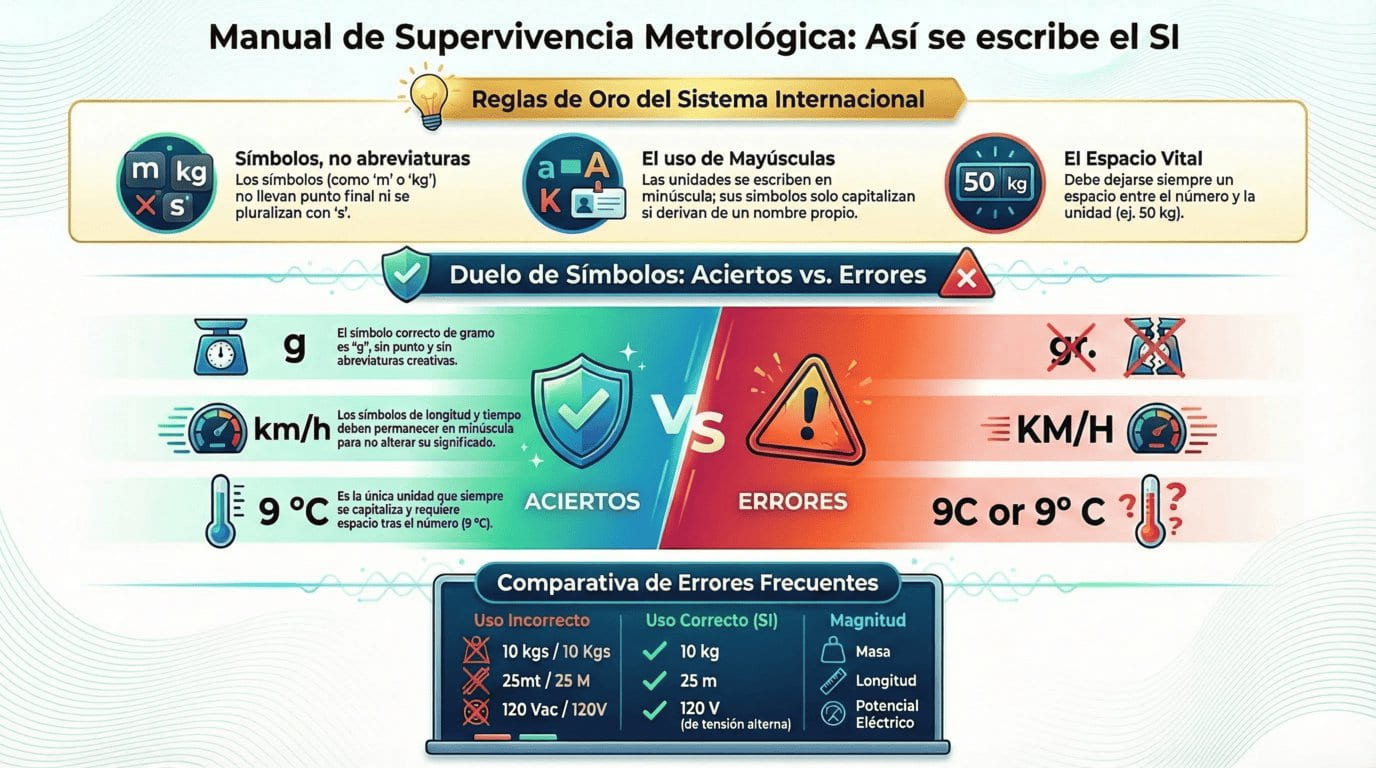 Manual de Supervivencia Metrológica: Así se escribe el SI
Reglas de Oro del Sistema Internacional
m kg
s
Símbolos, no abreviaturas
Los símbolos (como ‘m’ o ‘kg’)
no llevan punto final ni se
pluralizan con ‘s’.
a A
K
El uso de Mayúsculas
Las unidades se escriben en
minúscula; sus símbolos solo capitalizan
si derivan de un nombre propio.
50 kg
El Espacio Vital
Debe dejarse siempre un
espacio entre el número y la
unidad (ej. 50 kg).
Duelo de Símbolos: Aciertos vs. Errores
g
El símbolo correcto de gramo
es “g”, sin punto y sin
abreviaturas creativas.
km/h
Los símbolos de longitud y tiempo
deben permanecer en minúscula
para no alterar su significado.
9 °C
Es la única unidad que siempre
se capitaliza y requiere
espacio tras el número (9 °C).
ACIERTOS
VS
ERRORES
gr.
KM/H
9C or 9° C
Comparativa de Errores Frecuentes
Uso Incorrecto Uso Correcto (SI) Magnitud
10 kgs / 10 Kgs 10 kg Masa
25mt / 25 M 25 m Longitud
120 Vac / 120V 120 V Potencial
(de tensión alterna) Eléctrico